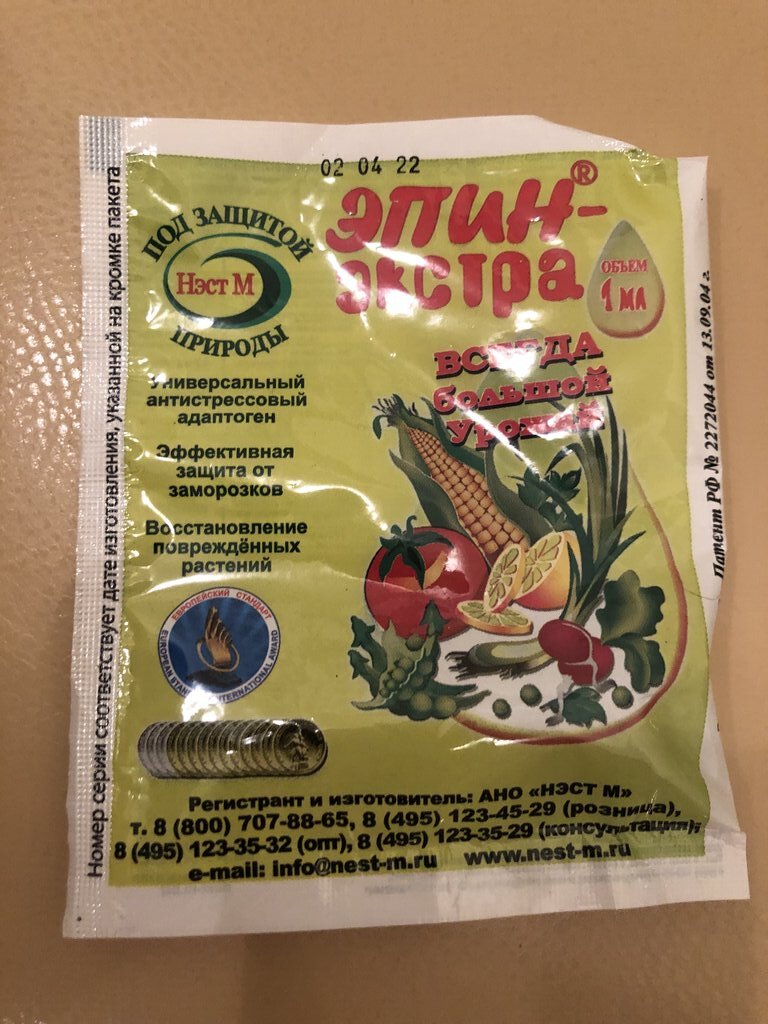 02 04 22
ЭПИН-®
экстра
ОБЪЕМ
1 мл
ПОД ЗАЩИТОЙ
Нэст М
ПРИРОДЫ
ВСЕГДА
большой
урожай
Универсальный
антистрессовый
адаптоген
Эффективная
защита от
заморозков
Восстановление
повреждённых
растений
ЕВРОПЕЙСКИЙ СТАНДАРТ
EUROPEAN STANDARD INTERNATIONAL AWARD
Регистрант и изготовитель: АНО «НЭСТ М»
т. 8 (800) 707-88-65, 8 (495) 123-45-29 (розница),
8 (495) 123-35-32 (опт), 8 (495) 123-35-29 (консультация);
e-mail: info@nest-m.ru www.nest-m.ru
Номер серии соответствует дате изготовления, указанной на кромке пакета
Патент РФ № 2272044 от 13.09.04 г.